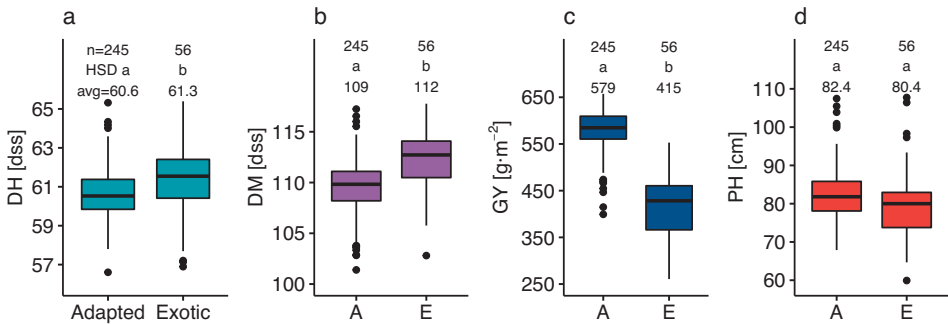 a
n=245 56
HSD a b
avg=60.6 61.3
DH [dss]
65
63
61
59
57
Adapted Exotic
b
245 56
a b
109 112
DM [dss]
115
110
105
100
A E
c
245 56
a b
579 415
GY [g·m⁻²]
650
550
450
350
250
A E
d
245 56
a a
82.4 80.4
PH [cm]
110
100
90
80
70
60
A E